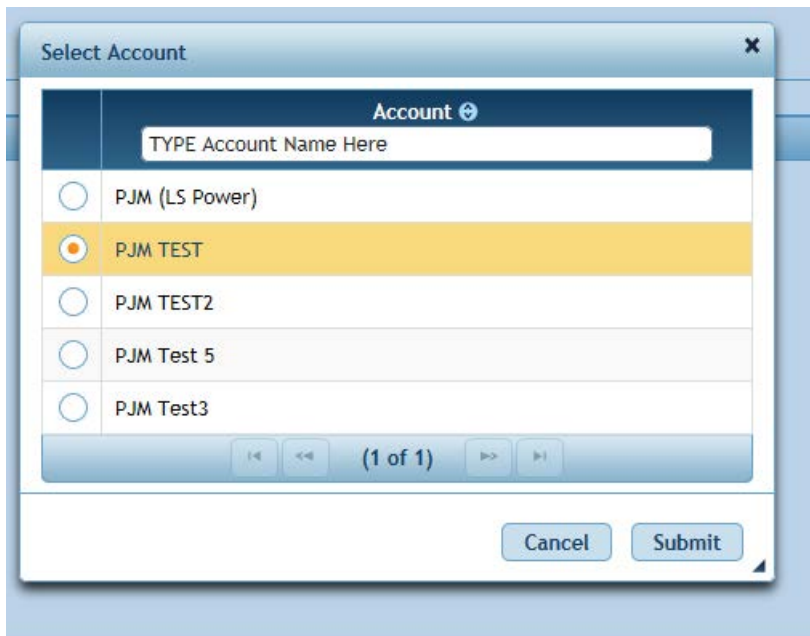 Select Account
Account
TYPE Account Name Here
PJM (LS Power)
PJM TEST
PJM TEST2
PJM Test 5
PJM Test3
(1 of 1)
Cancel Submit